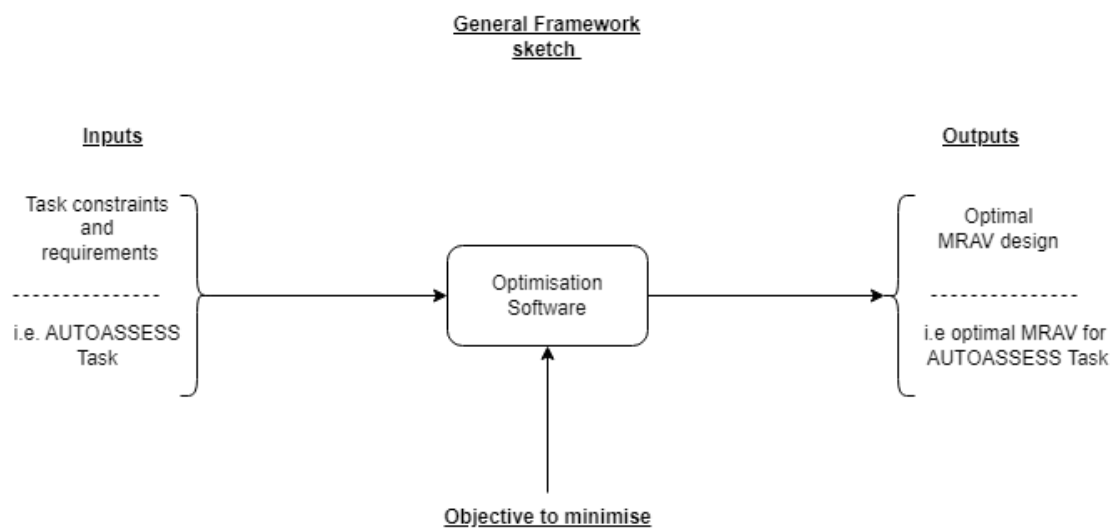 General Framework
sketch
Inputs
Outputs
Task constraints
and
requirements
i.e. AUTOASSESS
Task
Optimisation
Software
Optimal
MRAV design
i.e optimal MRAV for
AUTOASSESS Task
Objective to minimise